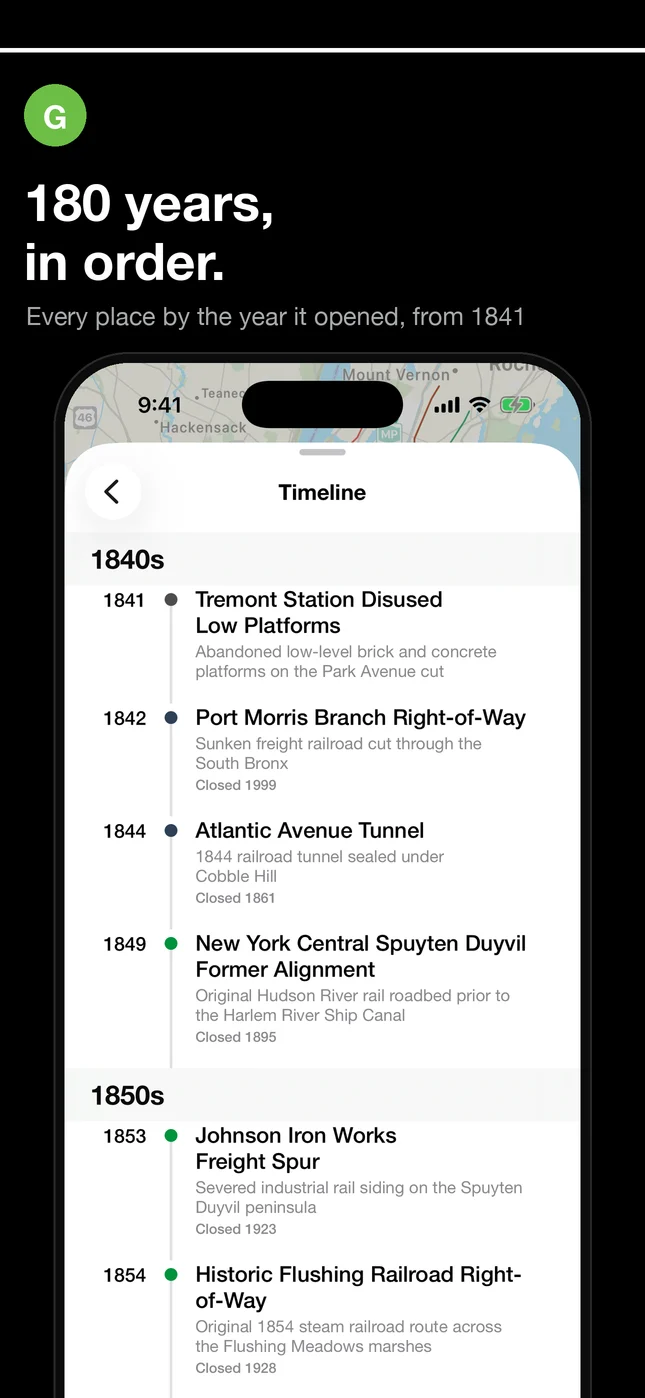 G
180 years,
in order.
Every place by the year it opened, from 1841
Mount Vernon
9:41
46
Hackensack
MP
Timeline
1840s
1841
Tremont Station Disused
Low Platforms
Abandoned low-level brick and concrete
platforms on the Park Avenue cut
1842
Port Morris Branch Right-of-Way
Sunken freight railroad cut through the
South Bronx
Closed 1999
1844
Atlantic Avenue Tunnel
1844 railroad tunnel sealed under
Cobble Hill
Closed 1861
1849
New York Central Spuyten Duyvil
Former Alignment
Original Hudson River rail roadbed prior to
the Harlem River Ship Canal
Closed 1895
1850s
1853
Johnson Iron Works
Freight Spur
Severed industrial rail siding on the Spuyten
Duyvil peninsula
Closed 1923
1854
Historic Flushing Railroad Right-
of-Way
Original 1854 steam railroad route across
the Flushing Meadows marshes
Closed 1928